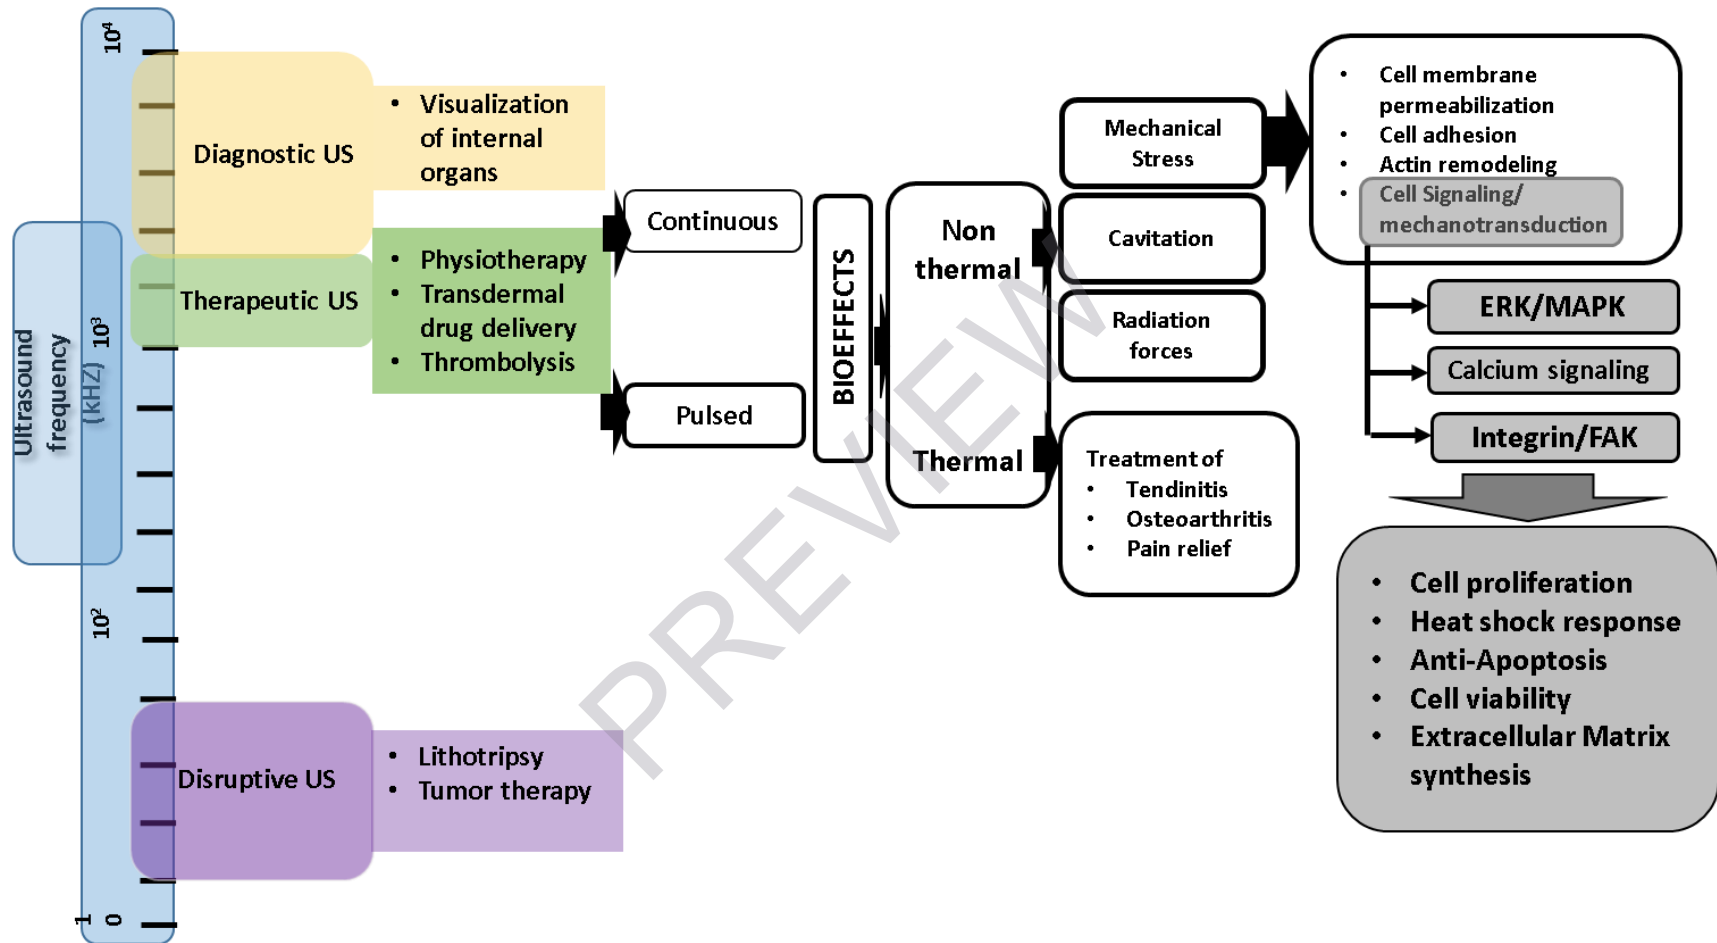 10⁴
10³
10²
1
0
Ultrasound
frequency
(kHZ)
Diagnostic US
• Visualization
of internal
organs
Therapeutic US
• Physiotherapy
• Transdermal
drug delivery
• Thrombolysis
Disruptive US
• Lithotripsy
• Tumor therapy
Continuous
Pulsed
BIOEFFECTS
Non
thermal
Thermal
Mechanical
Stress
Cavitation
Radiation
forces
Treatment of
• Tendinitis
• Osteoarthritis
• Pain relief
• Cell membrane
permeabilization
• Cell adhesion
• Actin remodeling
• Cell Signaling/
mechanotransduction
ERK/MAPK
Calcium signaling
Integrin/FAK
• Cell proliferation
• Heat shock response
• Anti-Apoptosis
• Cell viability
• Extracellular Matrix
synthesis
PREVIEW